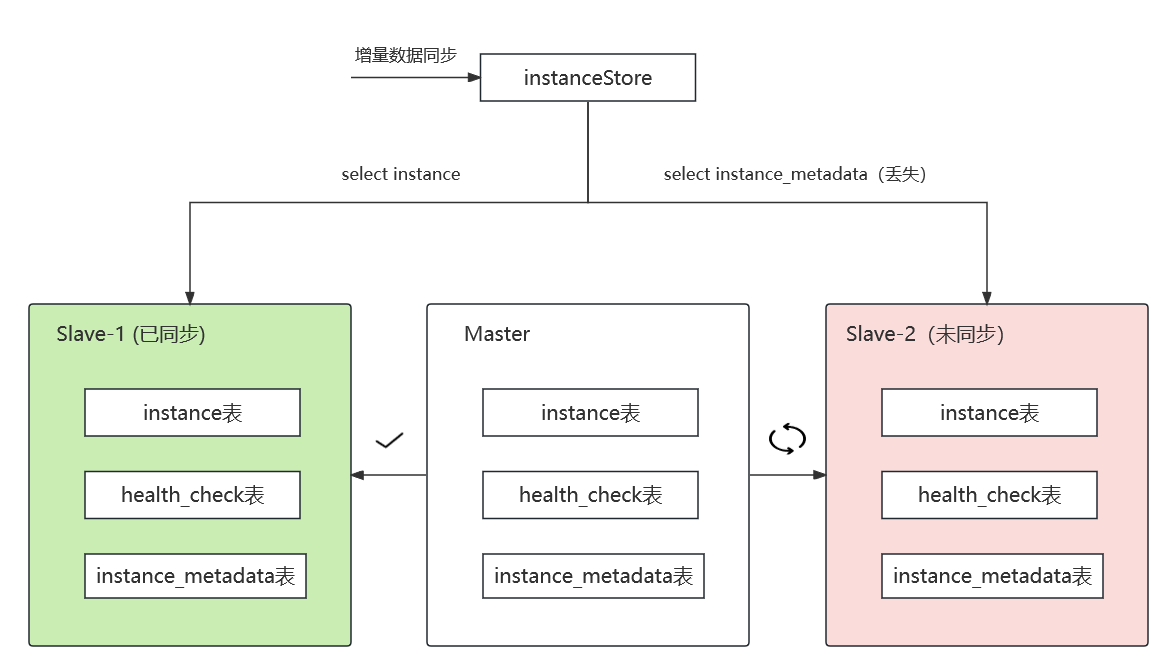 增量数据同步
instanceStore
select instance
select instance_metadata（丢失）
Slave-1 (已同步)
instance表
health_check表
instance_metadata表
Master
instance表
health_check表
instance_metadata表
Slave-2（未同步）
instance表
health_check表
instance_metadata表